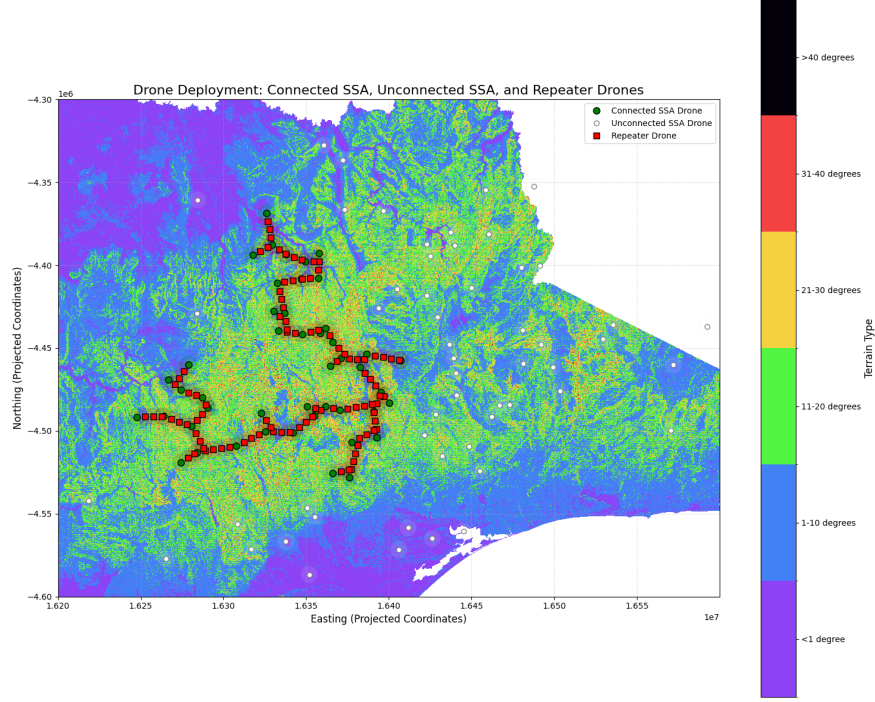 Drone Deployment: Connected SSA, Unconnected SSA, and Repeater Drones
1e6
−4.30
−4.35
−4.40
−4.45
−4.50
−4.55
−4.60
Northing (Projected Coordinates)
Connected SSA Drone
Unconnected SSA Drone
Repeater Drone
1.620
1.625
1.630
1.635
1.640
1.645
1.650
1.655
1e7
Easting (Projected Coordinates)
>40 degrees
31-40 degrees
21-30 degrees
11-20 degrees
1-10 degrees
<1 degree
Terrain Type